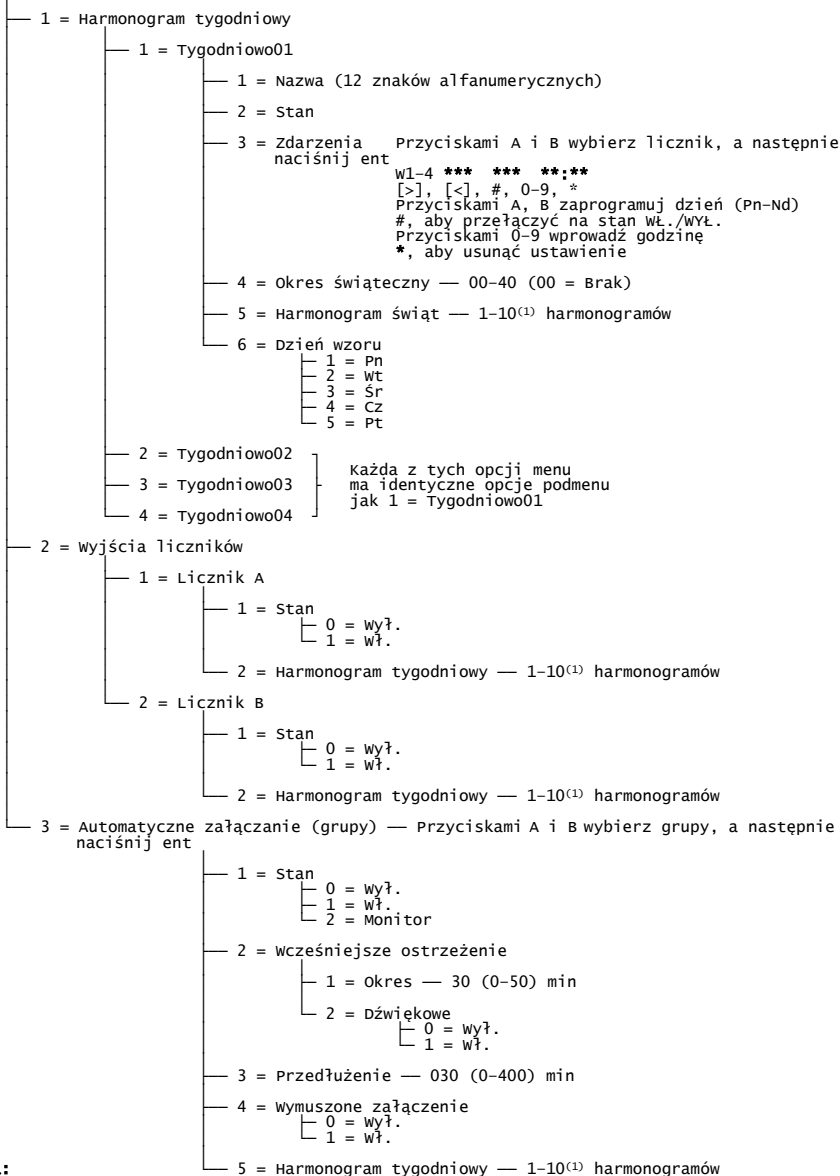 1 = Harmonogram tygodniowy
1 = Tygodniowo01
1 = Nazwa (12 znaków alfanumerycznych)
2 = Stan
3 = Zdarzenia Przyciskami A i B wybierz licznik, a następnie
naciśnij ent
W1-4 *** *** **:**
[>], [<], #, 0-9, *
Przyciskami A, B zaprogramuj dzień (Pn-Nd)
#, aby przełączyć na stan WŁ./WYŁ.
Przyciskami 0-9 wprowadź godzinę
*, aby usunąć ustawienie
4 = Okres świąteczny —— 00-40 (00 = Brak)
5 = Harmonogram świąt —— 1-10(1) harmonogramów
6 = Dzień wzoru
1 = Pn
2 = Wt
3 = Śr
4 = Cz
5 = Pt
2 = Tygodniowo02
3 = Tygodniowo03
4 = Tygodniowo04
Każda z tych opcji menu
ma identyczne opcje podmenu
jak 1 = Tygodniowo01
2 = Wyjścia liczników
1 = Licznik A
1 = Stan
0 = Wył.
1 = Wł.
2 = Harmonogram tygodniowy —— 1-10(1) harmonogramów
2 = Licznik B
1 = Stan
0 = Wył.
1 = Wł.
2 = Harmonogram tygodniowy —— 1-10(1) harmonogramów
3 = Automatyczne załączanie (grupy) —— Przyciskami A i B wybierz grupy, a następnie
naciśnij ent
1 = Stan
0 = Wył.
1 = Wł.
2 = Monitor
2 = Wcześniejsze ostrzeżenie
1 = Okres —— 30 (0-50) min
2 = Dźwiękowe
0 = Wył.
1 = Wł.
3 = Przedłużenie —— 030 (0-400) min
4 = Wymuszone załączenie
0 = Wył.
1 = Wł.
5 = Harmonogram tygodniowy —— 1-10(1) harmonogramów